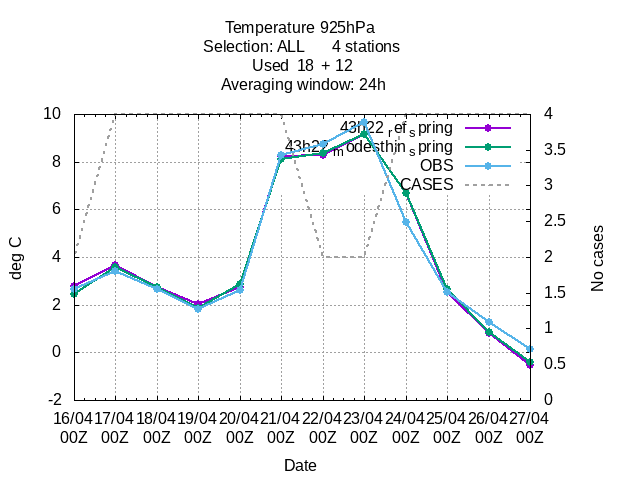 Temperature 925hPa
Selection: ALL 4 stations
Used 18 + 12
Averaging window: 24h
43h22ref_spring
OBS
CASES
10
8
6
4
2
0
-2
4
3.5
3
2.5
2
1.5
1
0.5
0
deg C
No cases
16/04 17/04 18/04 19/04 20/04 21/04 22/04 23/04 24/04 25/04 26/04 27/04
00Z 00Z 00Z 00Z 00Z 00Z 00Z 00Z 00Z 00Z 00Z 00Z
Date